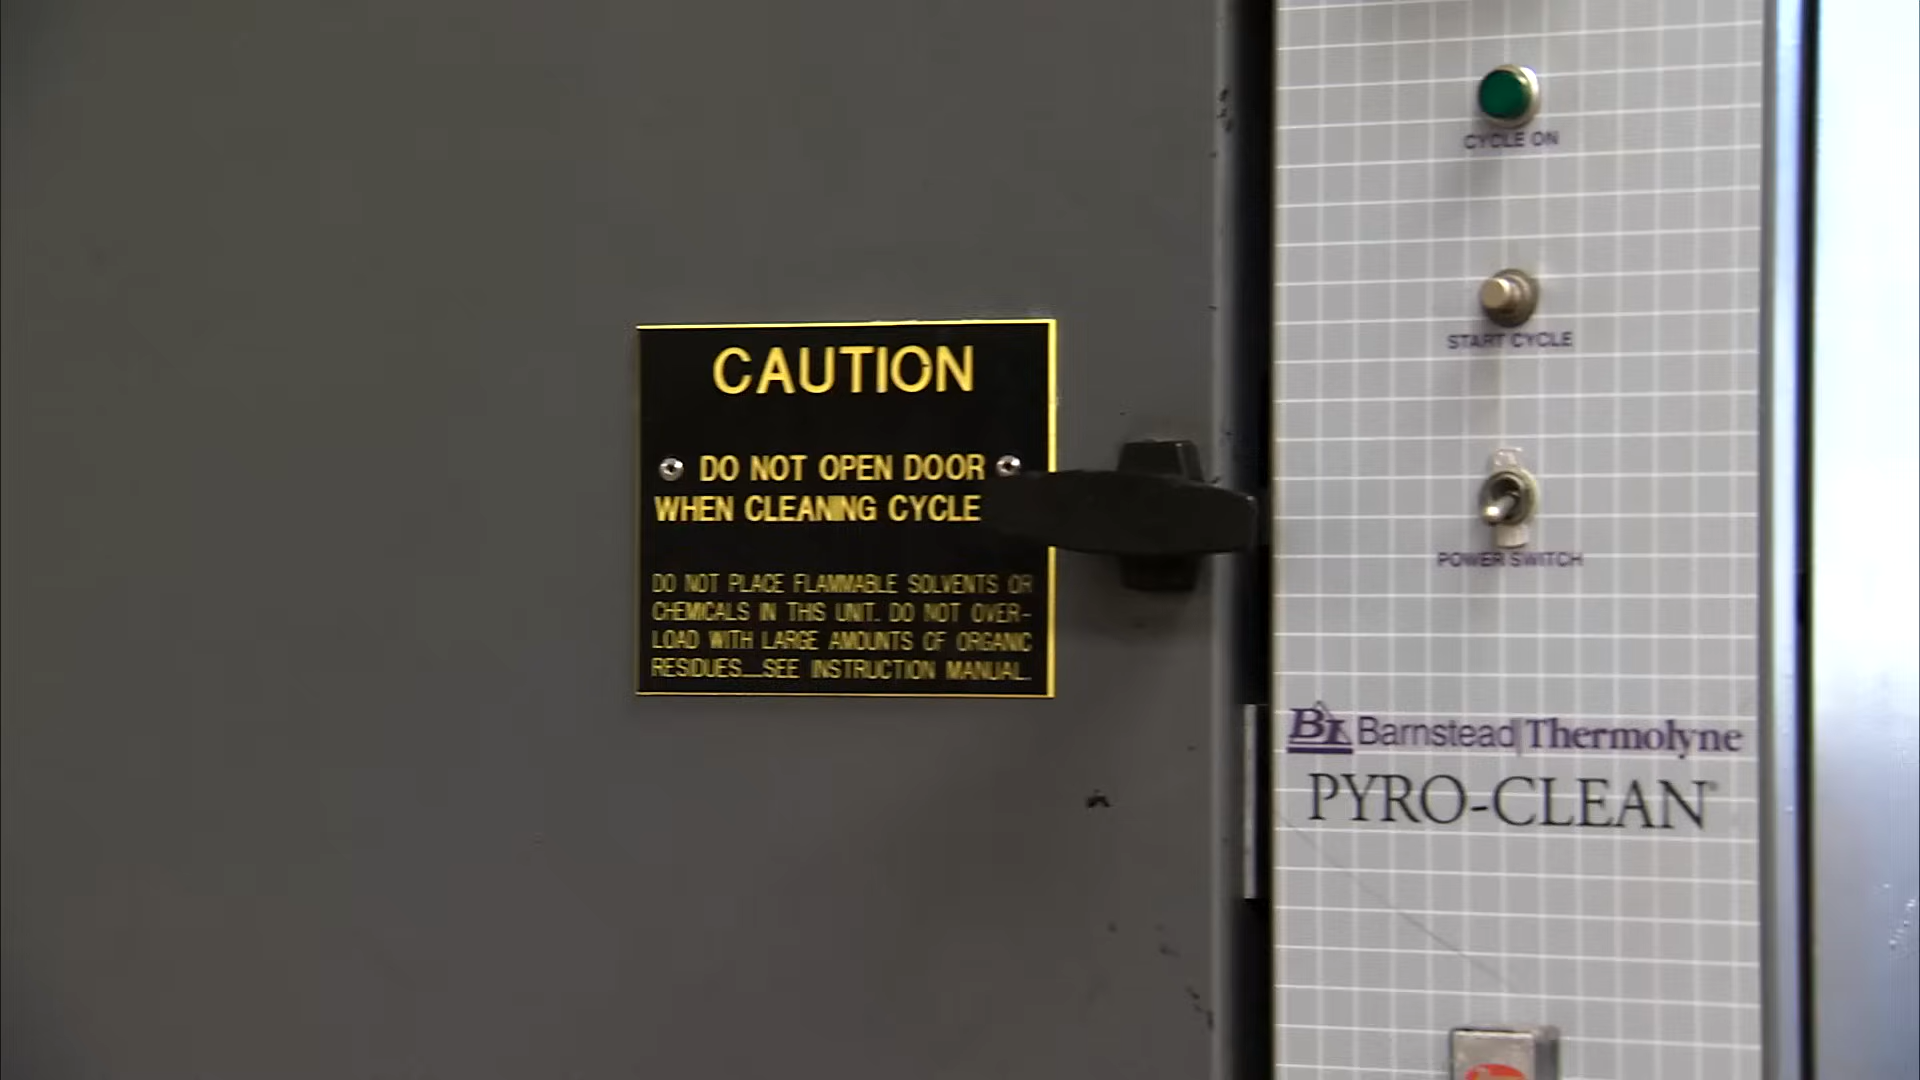 CAUTION
DO NOT OPEN DOOR
WHEN CLEANING CYCLE
DO NOT PLACE FLAMMABLE SOLVENTS OR
CHEMICALS IN THIS UNIT. DO NOT OVER-
LOAD WITH LARGE AMOUNTS OF ORGANIC
RESIDUES....SEE INSTRUCTION MANUAL.
CYCLE ON
START CYCLE
POWER SWITCH
BI Barnstead|Thermolyne
PYRO-CLEAN®